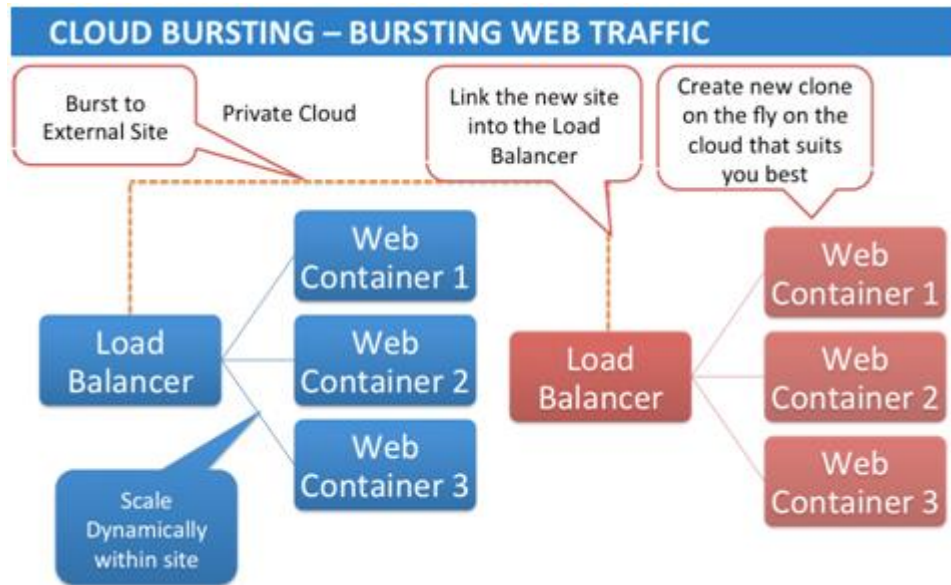 CLOUD BURSTING – BURSTING WEB TRAFFIC
Burst to
External Site
Private Cloud
Link the new site
into the Load
Balancer
Create new clone
on the fly on the
cloud that suits
you best
Web
Container 1
Load
Balancer
Web
Container 2
Web
Container 3
Scale
Dynamically
within site
Web
Container 1
Load
Balancer
Web
Container 2
Web
Container 3